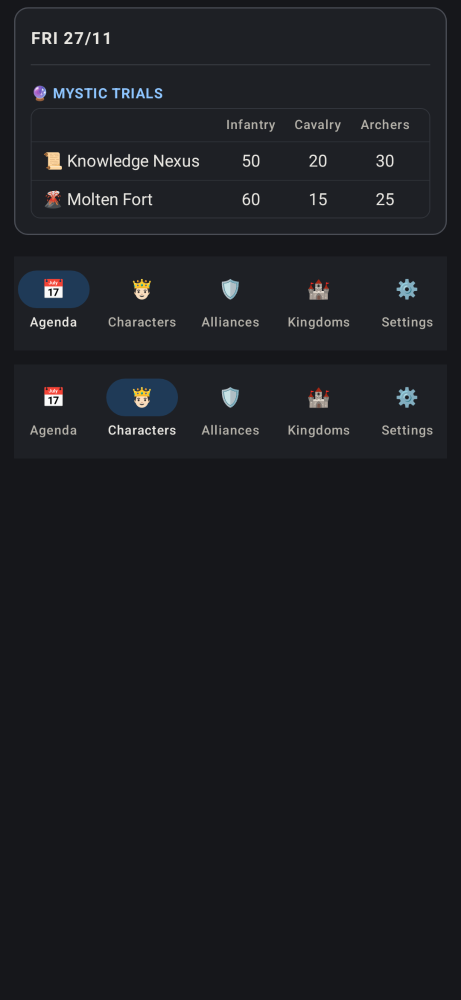 FRI 27/11
🔮 MYSTIC TRIALS
Infantry Cavalry Archers
📜 Knowledge Nexus 50 20 30
🌋 Molten Fort 60 15 25
Agenda Characters Alliances Kingdoms Settings
Agenda Characters Alliances Kingdoms Settings